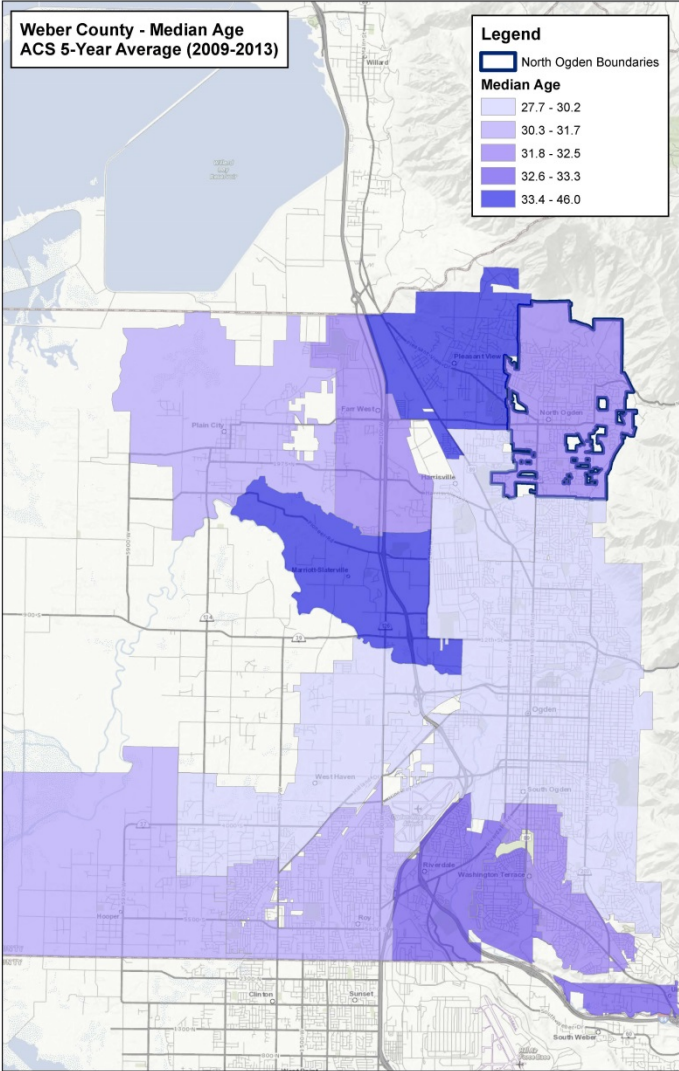 Weber County - Median Age
ACS 5-Year Average (2009-2013)
Legend
North Ogden Boundaries
Median Age
27.7 - 30.2
30.3 - 31.7
31.8 - 32.5
32.6 - 33.3
33.4 - 46.0
Willard
Pleasant View
North Ogden
Farr West
Plain City
Harrisville
Marriott-Slaterville
39
Ogden
West Haven
South Ogden
Riverdale
Washington Terrace
Hooper
Roy
Clinton
Sunset
South Weber